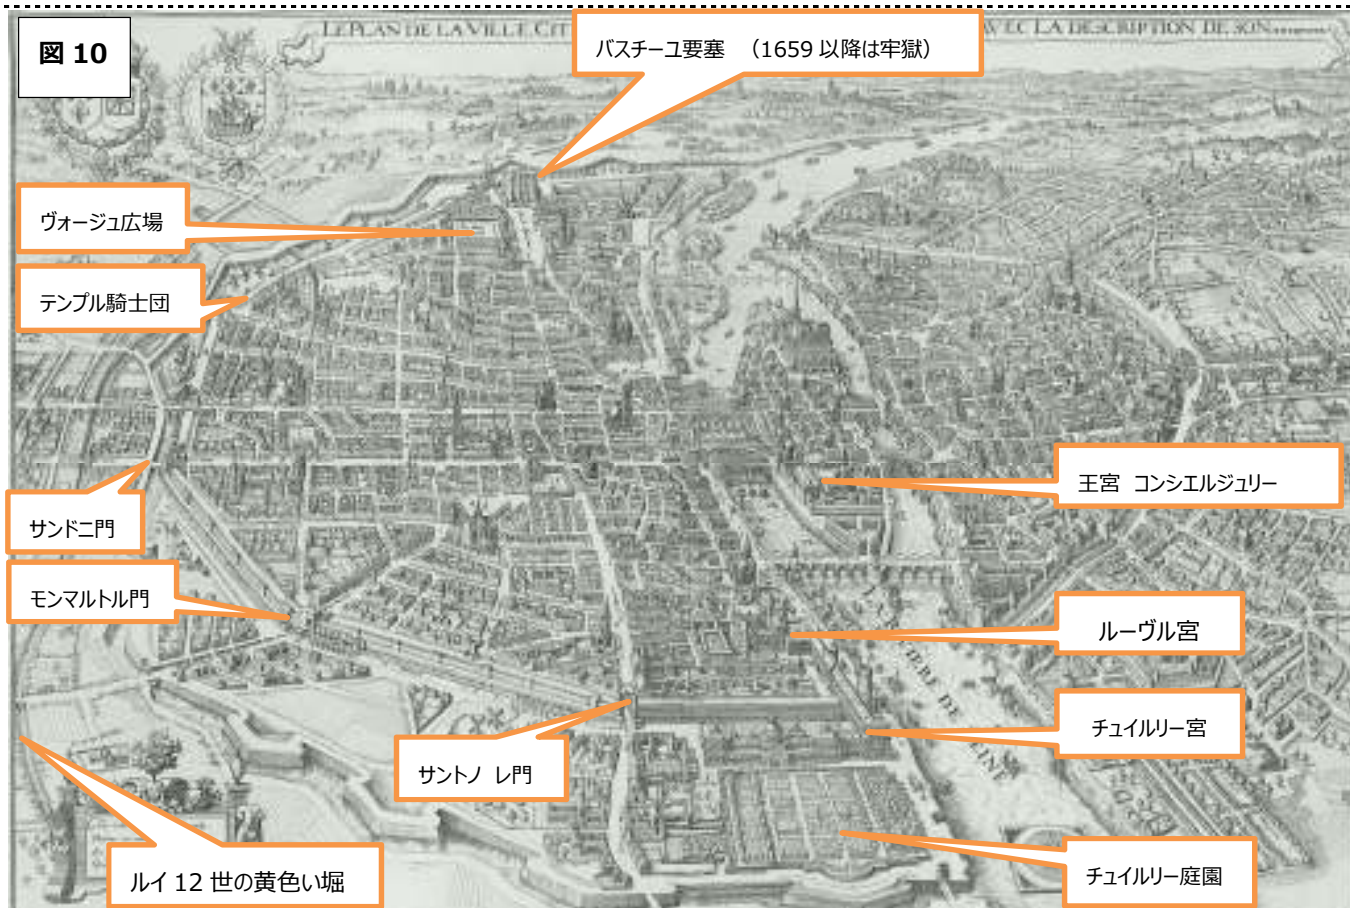 図 10
LE PLAN DE LA VILLE CIT
AVEC LA DESCRIPTION DE SON
バスチーユ要塞 （1659 以降は牢獄）
ヴォージュ広場
テンプル騎士団
王宮 コンシエルジュリー
サンドニ門
モンマルトル門
ルーヴル宮
RIVIERE DE SEINE
チュイルリー宮
サントノ レ門
ルイ 12 世の黄色い堀
チュイルリー庭園